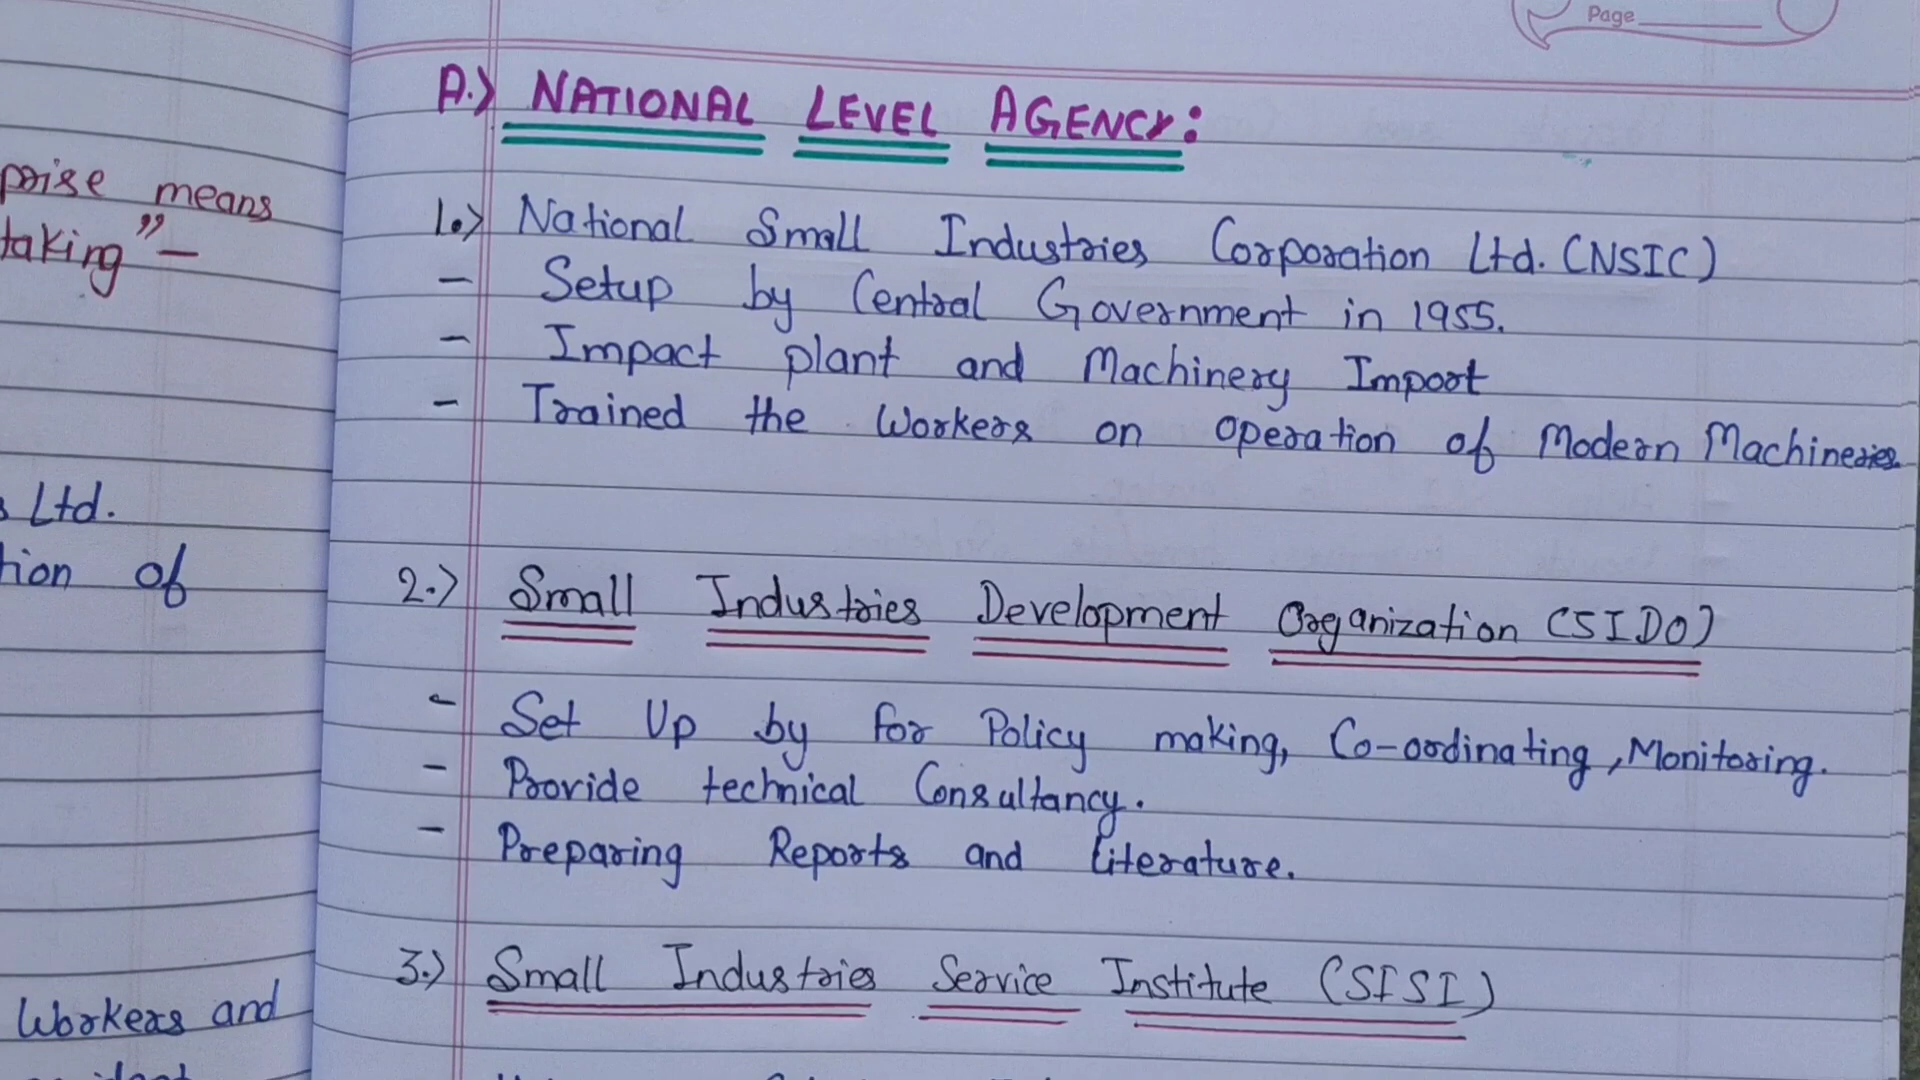 Page
A.) NATIONAL LEVEL AGENCY:
1.) National Small Industries Corporation Ltd. (NSIC)
- Setup by Central Government in 1955.
- Impact plant and Machinery Import
- Trained the Workers on operation of Modern Machineries
2.) Small Industries Development Organization (SIDO)
- Set Up by for Policy making, Co-ordinating, Monitoring.
- Provide technical Consultancy.
- Preparing Reports and literature.
3.) Small Industries Service Institute (SISI)
prise means
taking" -
s Ltd.
tion of
Workers and